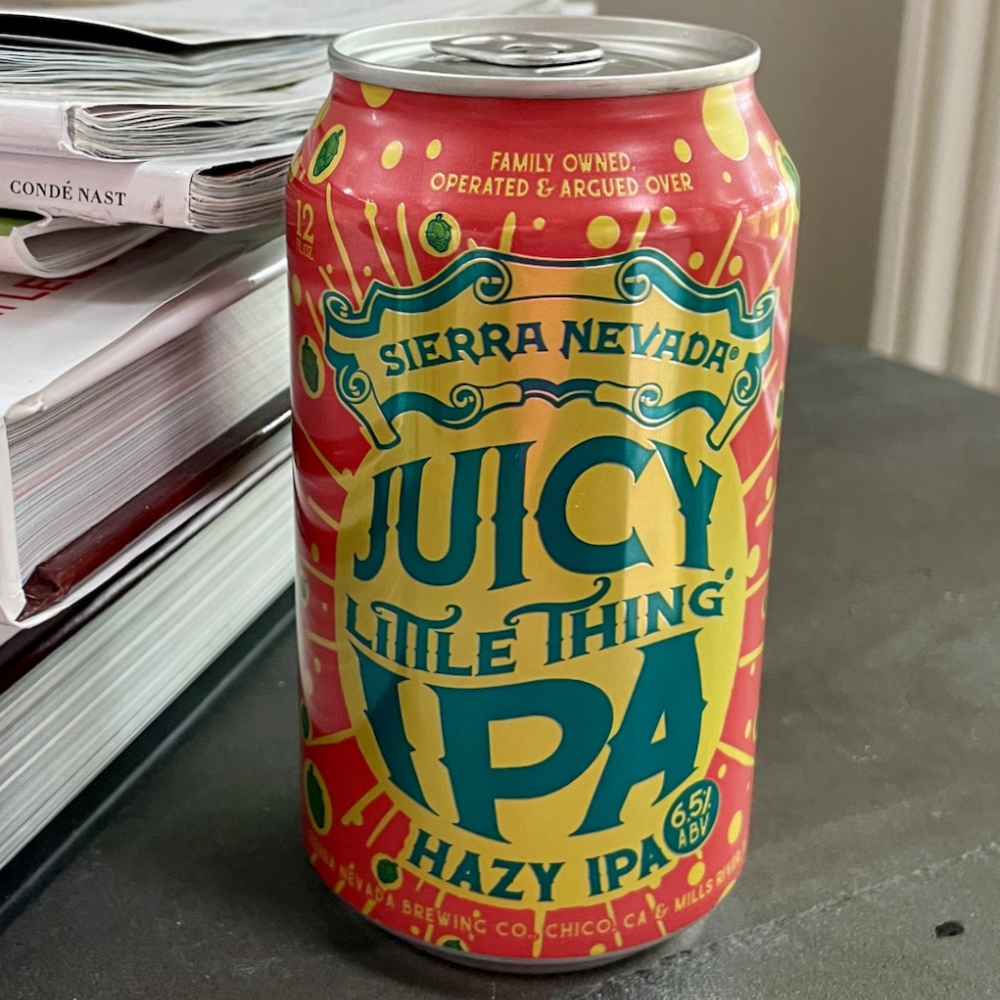 FAMILY OWNED,
OPERATED & ARGUED OVER
12
FL.OZ
CONDÉ NAST
SIERRA NEVADA®
JUICY
LITTLE THING®
IPA
6.5%
ABV
HAZY IPA
NEVADA BREWING CO., CHICO, CA & MILLS